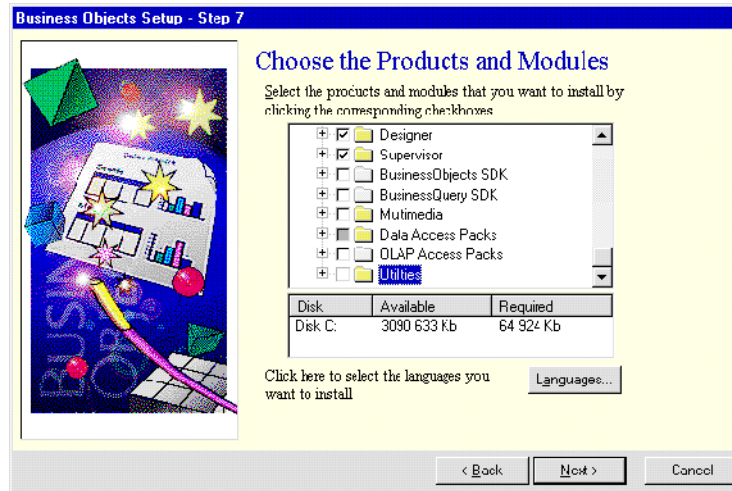 Business Objects Setup - Step 7
Choose the Products and Modules
Select the products and modules that you want to install by
clicking the corresponding checkboxes
Designer
Supervisor
BusinessObjects SDK
BusinessQuery SDK
Mutimedia
Data Access Packs
OLAP Access Packs
Utilties
Disk Available Required
Disk C: 3090 633 Kb 64 924 Kb
Click here to select the languages you
want to install
Languages...
< Back Next > Cancel
BUSIN